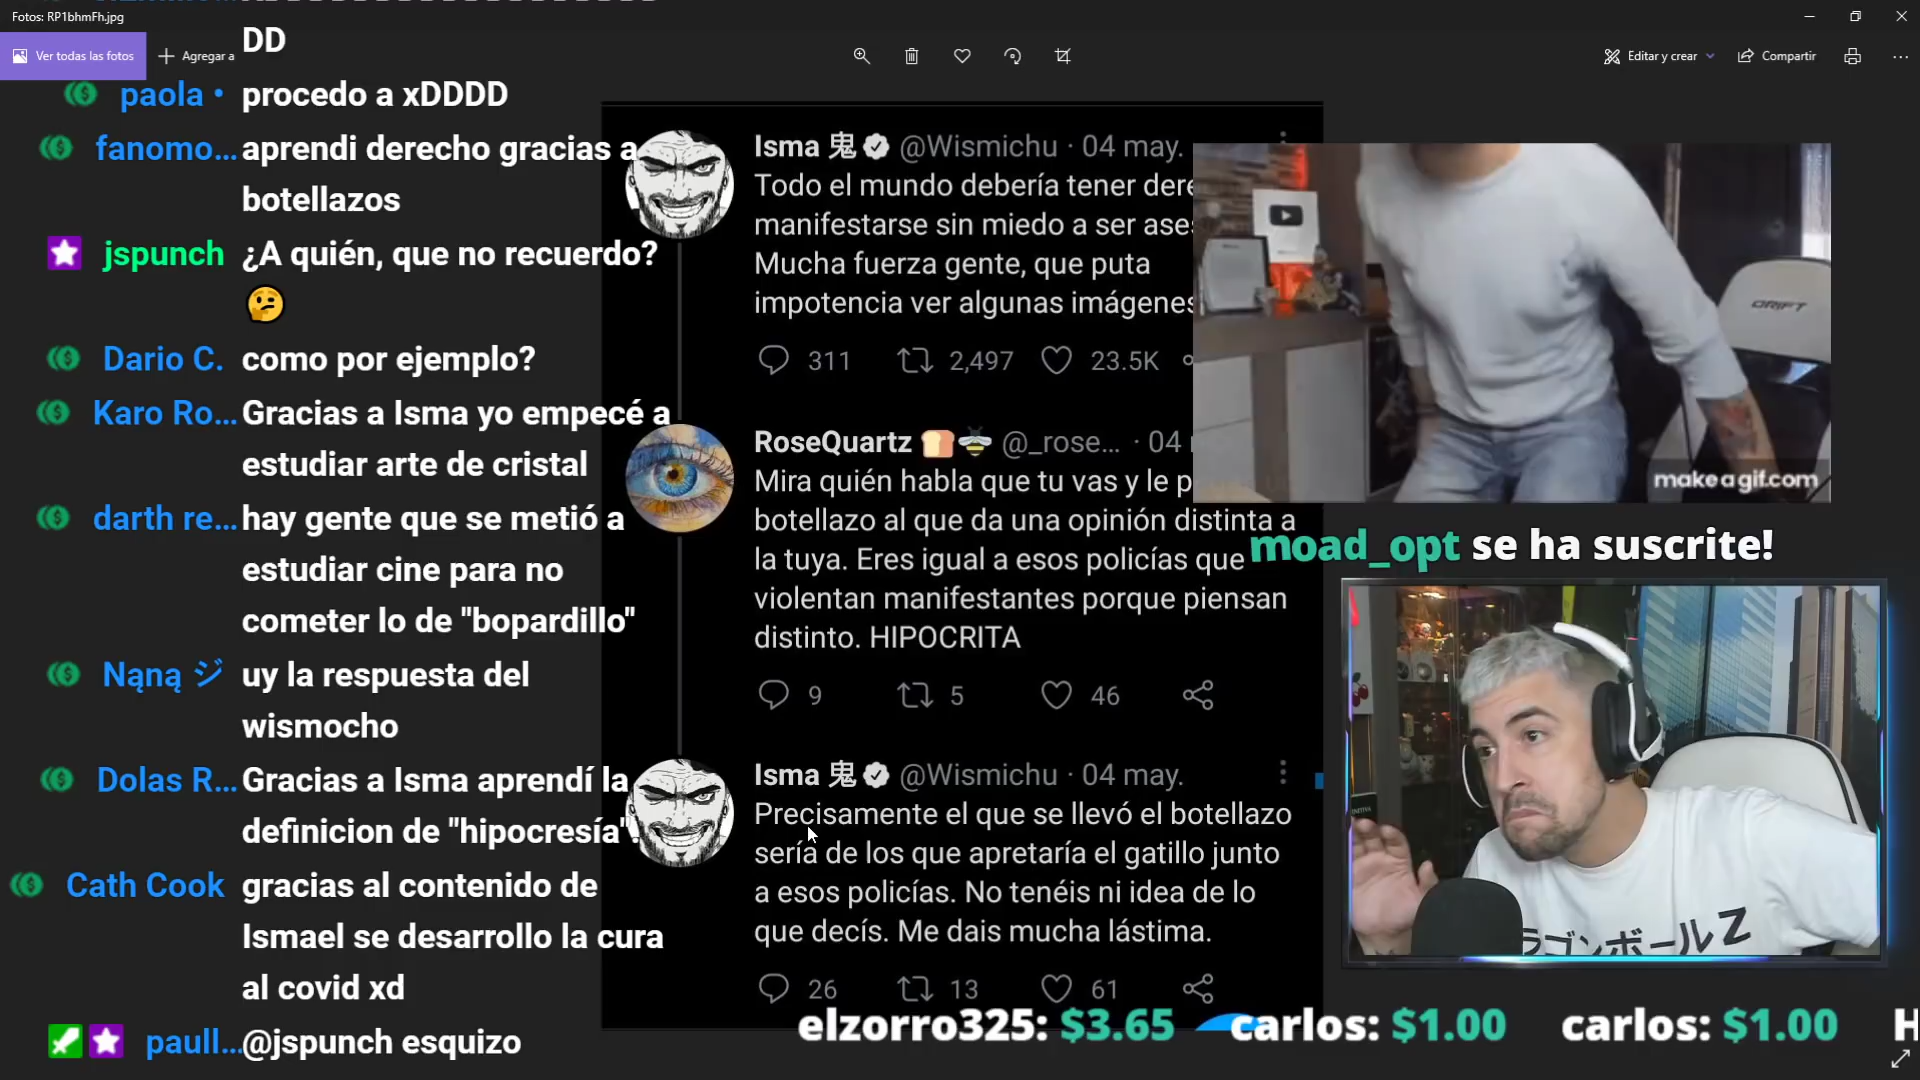 Fotos: RP1bhmFh.jpg
Ver todas las fotos
Agregar a
Editar y crear
Compartir
DD
paola • procedo a xDDDD
fanomo... aprendi derecho gracias a
botellazos
jspunch ¿A quién, que no recuerdo?
🤔
Dario C. como por ejemplo?
Karo Ro... Gracias a Isma yo empecé a
estudiar arte de cristal
darth re... hay gente que se metió a
estudiar cine para no
cometer lo de "bopardillo"
Nąną ジ uy la respuesta del
wismocho
Dolas R... Gracias a Isma aprendí la
definicion de "hipocresía".
Cath Cook gracias al contenido de
Ismael se desarrollo la cura
al covid xd
paull... @jspunch esquizo
Isma 鬼 @Wismichu · 04 may.
Todo el mundo debería tener
manifestarse sin miedo a ser
Mucha fuerza gente, que puta
impotencia ver algunas imágenes
311 2,497 23.5K
RoseQuartz 🍞🐝 @_rose... · 04
Mira quién habla que tu vas y le
botellazo al que da una opinión distinta a
la tuya. Eres igual a esos policías que
violentan manifestantes porque piensan
distinto. HIPOCRITA
9 5 46
Isma 鬼 @Wismichu · 04 may.
Precisamente el que se llevó el botellazo
sería de los que apretaría el gatillo junto
a esos policías. No tenéis ni idea de lo
que decís. Me dais mucha lástima.
26 13 61
DRIFT
makeagif.com
moad_opt se ha suscrite!
ラゴンボールZ
elzorro325: $3.65 carlos: $1.00 carlos: $1.00 H